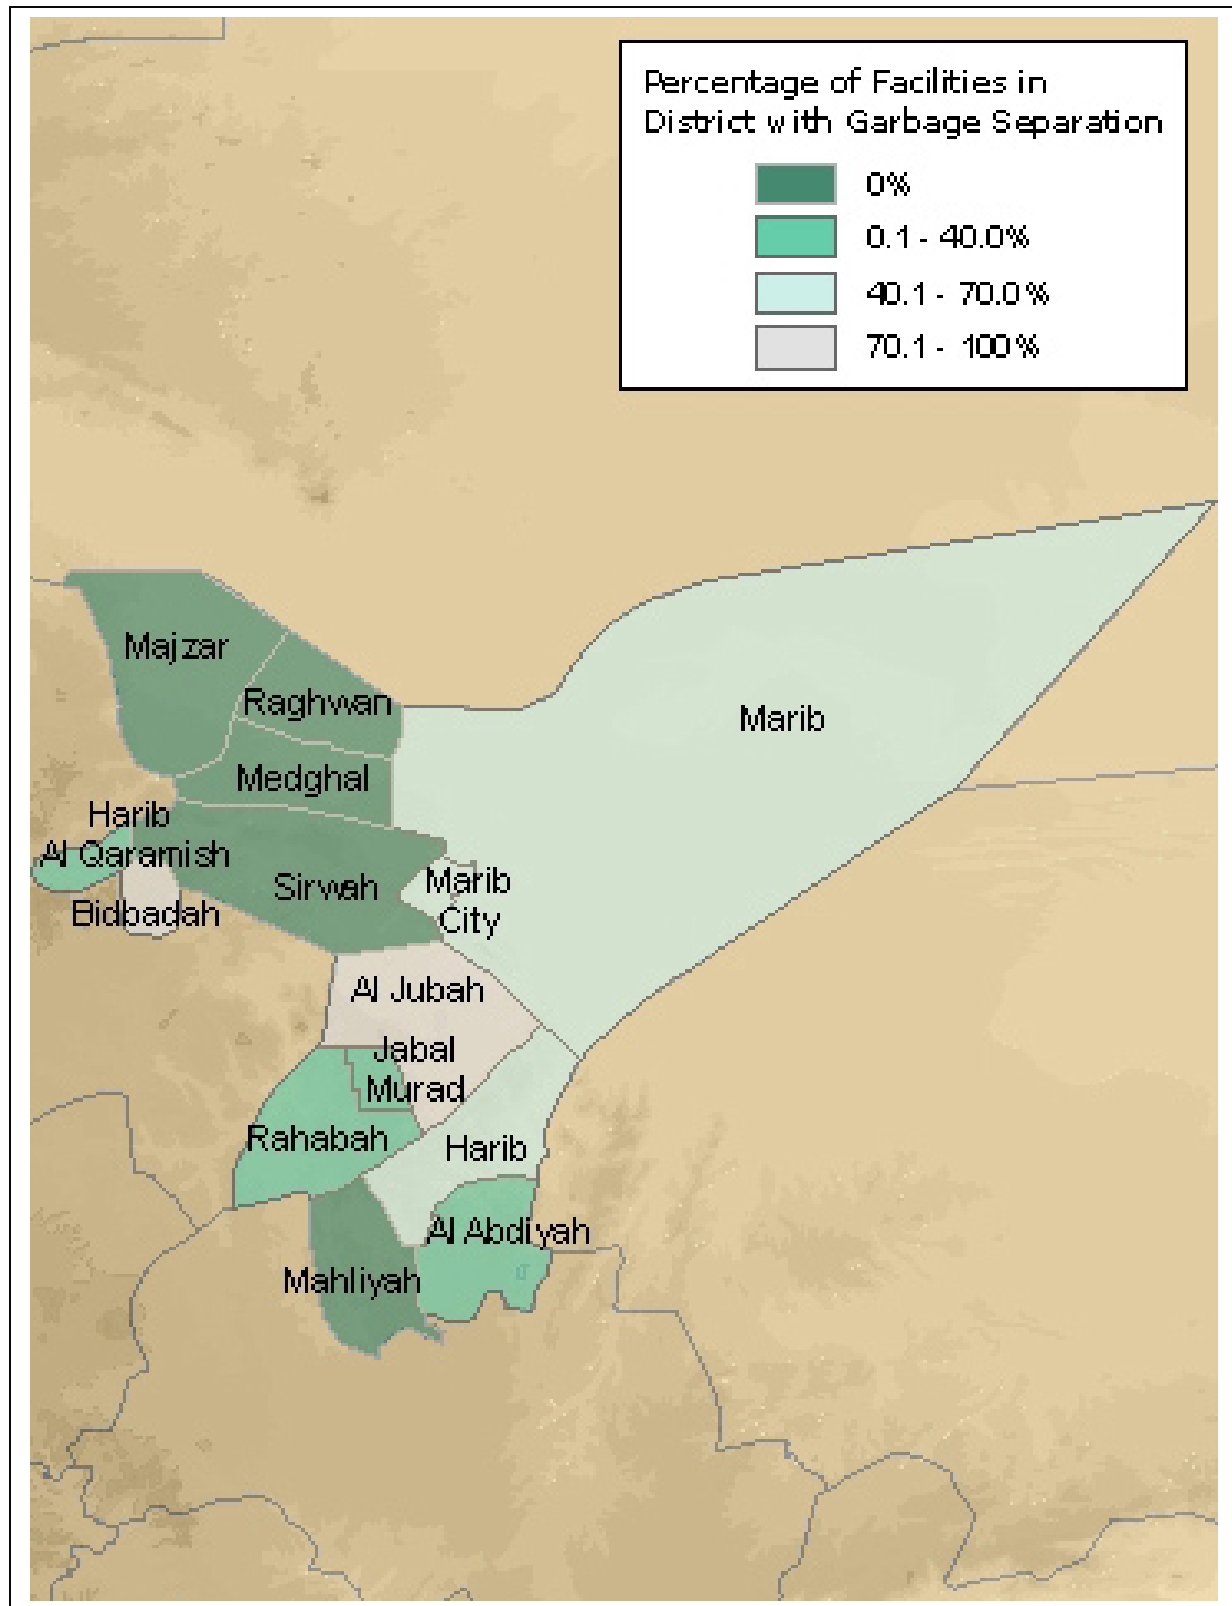 Percentage of Facilities in
District with Garbage Separation
0%
0.1 - 40.0%
40.1 - 70.0%
70.1 - 100%
Majzar
Raghwan
Marib
Medghal
Harib
Al Qaramish
Sirwah
Marib
City
Bidbadah
Al Jubah
Jabal
Murad
Rahabah
Harib
Al Abdiyah
Mahliyah